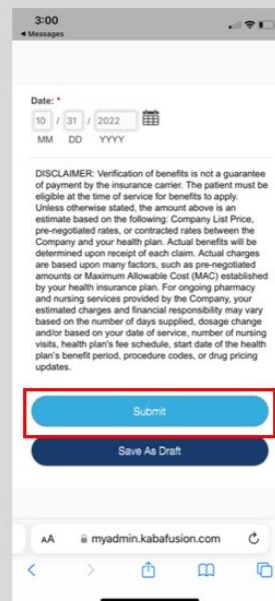 3:00
◀ Messages
Date: *
10 / 31 / 2022
MM DD YYYY
DISCLAIMER: Verification of benefits is not a guarantee
of payment by the insurance carrier. The patient must be
eligible at the time of service for benefits to apply.
Unless otherwise stated, the amount above is an
estimate based on the following: Company List Price,
pre-negotiated rates, or contracted rates between the
Company and your health plan. Actual benefits will be
determined upon receipt of each claim. Actual charges
are based upon many factors, such as pre-negotiated
amounts or Maximum Allowable Cost (MAC) established
by your health insurance plan. For ongoing pharmacy
and nursing services provided by the Company, your
estimated charges and financial responsibility may vary
based on the number of days supplied, dosage change
and/or based on your date of service, number of nursing
visits, health plan's fee schedule, start date of the health
plan's benefit period, procedure codes, or drug pricing
updates.
Submit
Save As Draft
AA myadmin.kabafusion.com